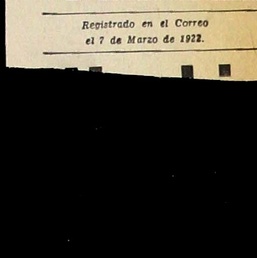 Registrado en el Correo
el 7 de Marzo de 1922.